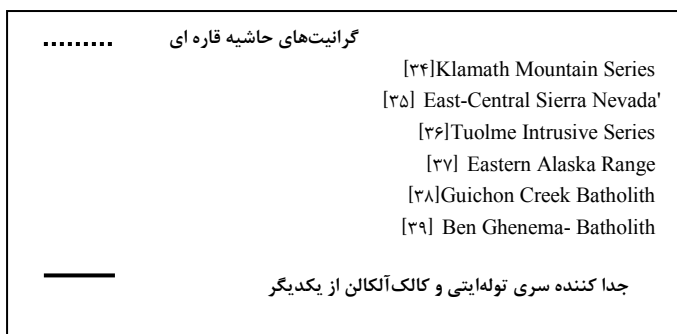 گرانیت‌های حاشیه قاره ای
[۳۴]Klamath Mountain Series
[۳۵] East-Central Sierra Nevada'
[۳۶]Tuolme Intrusive Series
[۳۷] Eastern Alaska Range
[۳۸]Guichon Creek Batholith
[۳۹] Ben Ghenema- Batholith
جدا کننده سری توله‌ایتی و کالک‌آلکالن از یکدیگر